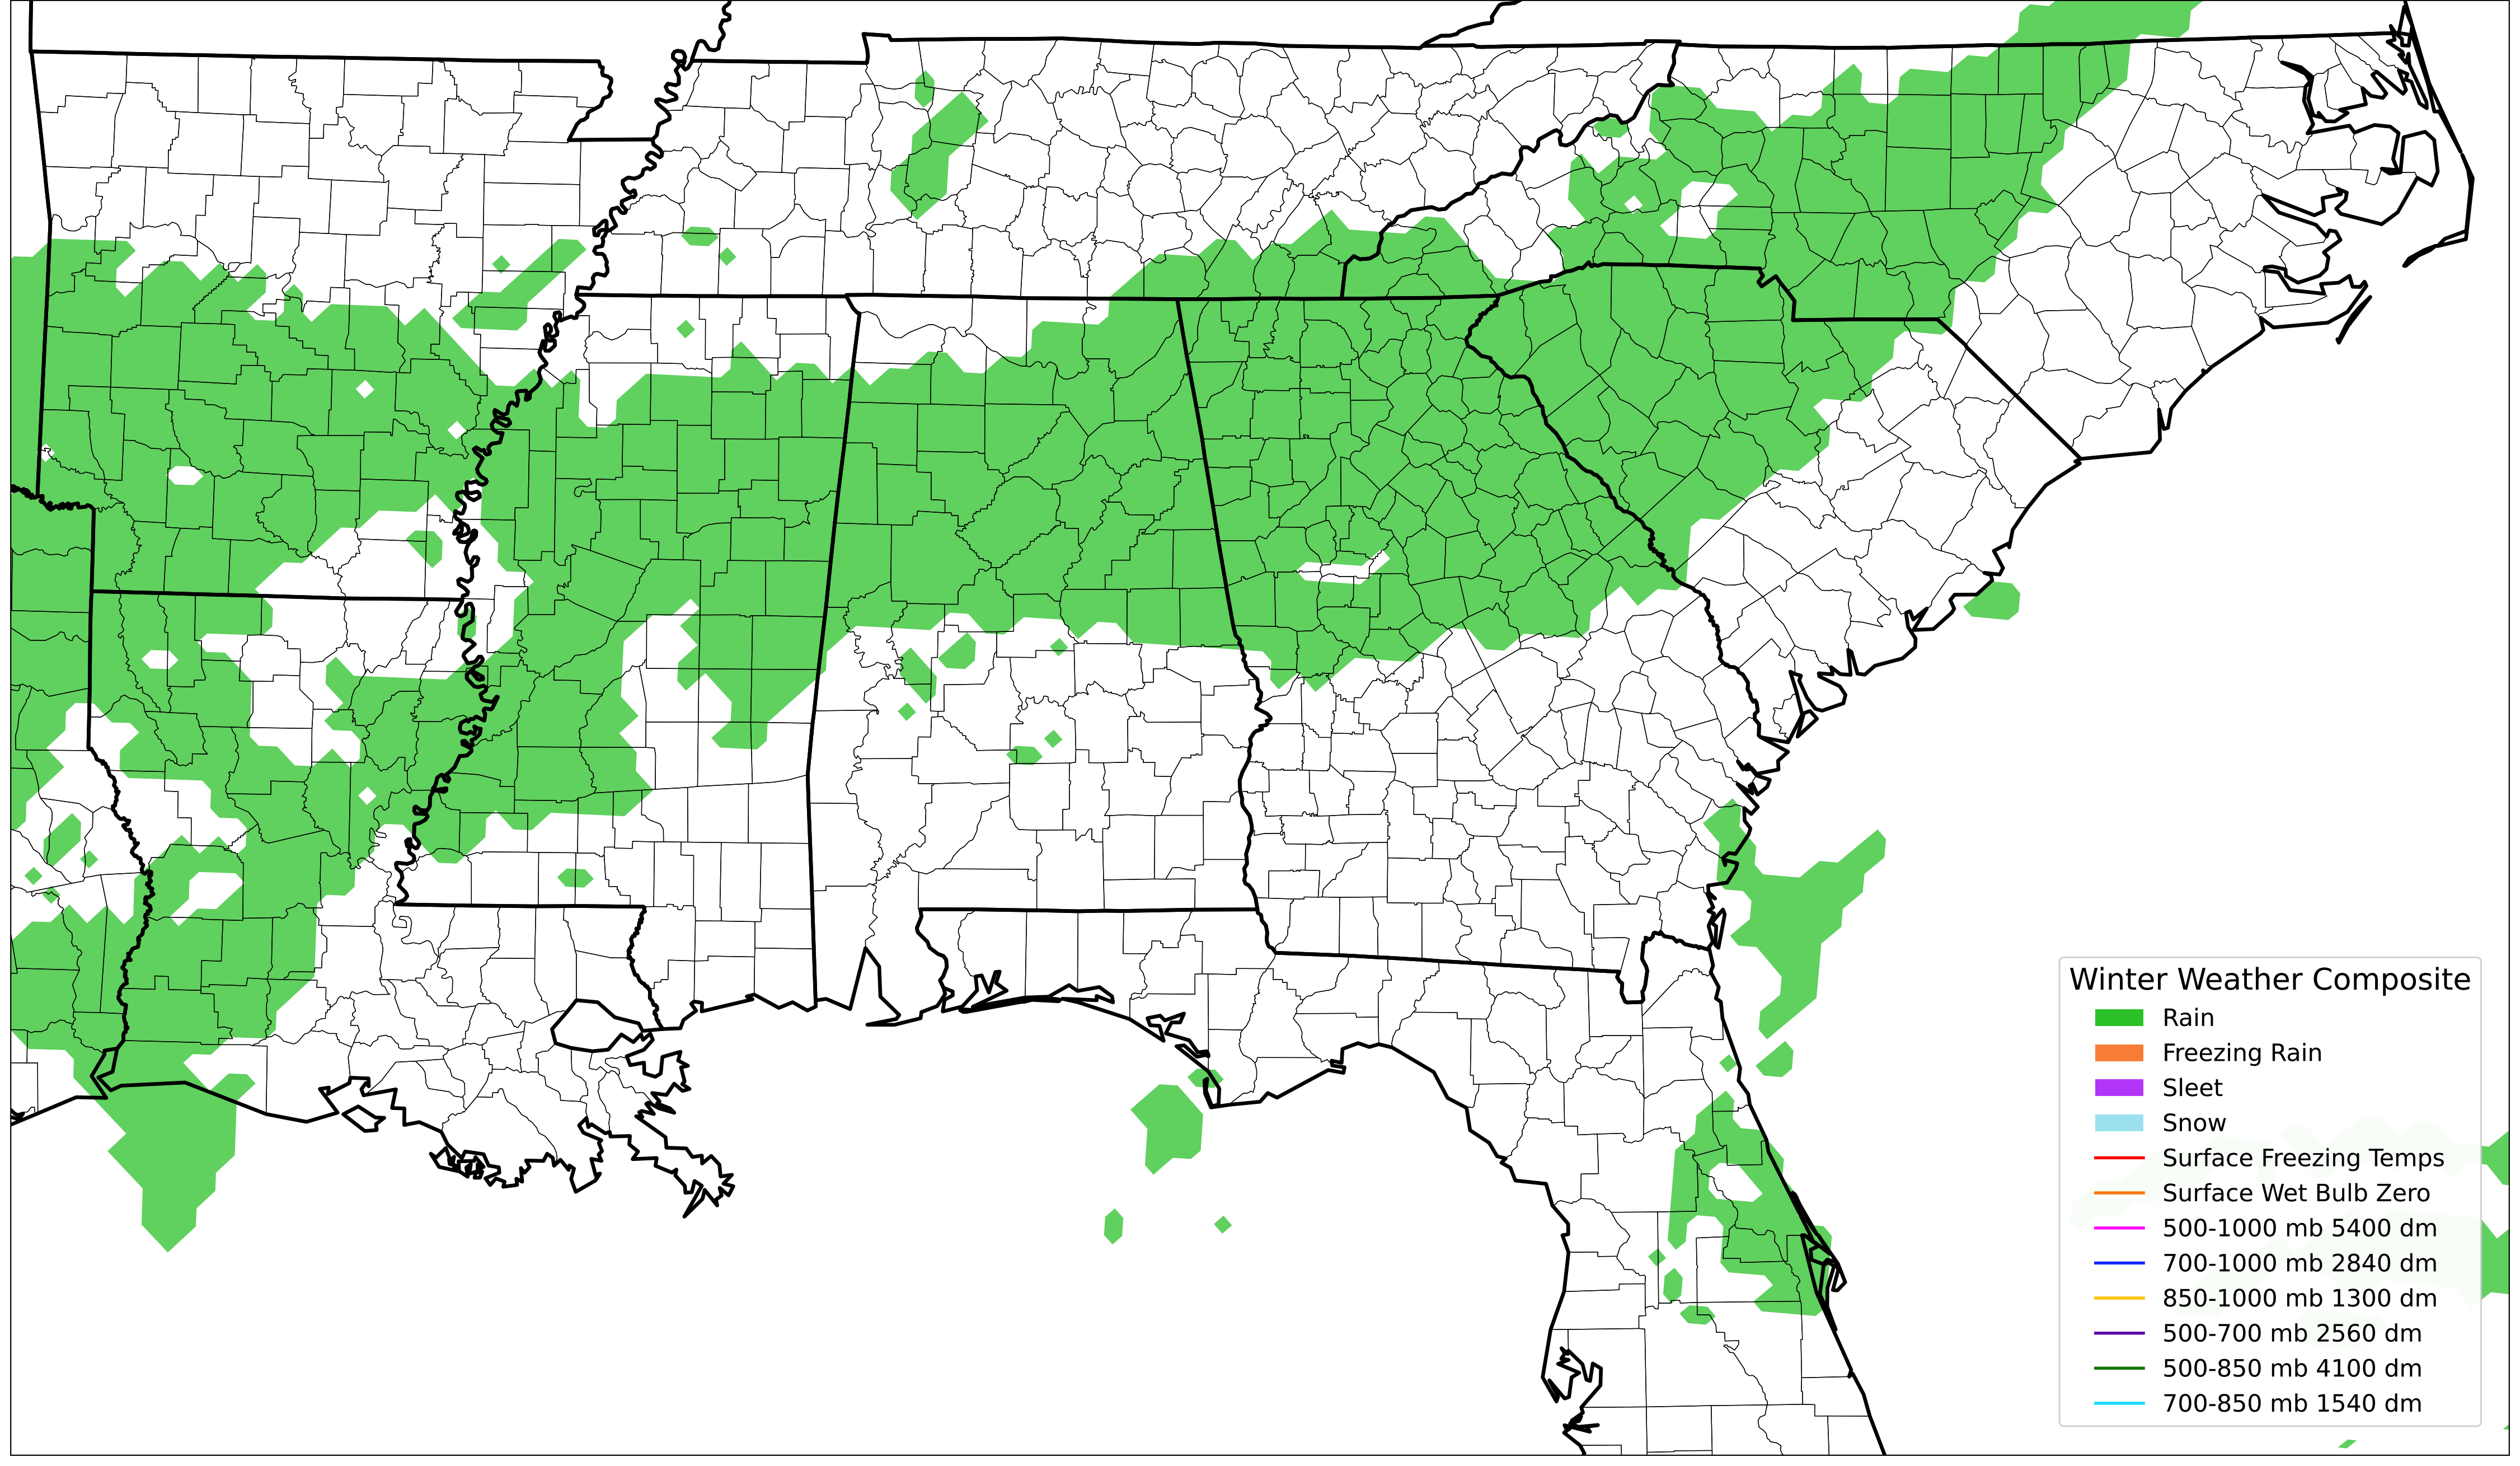 Winter Weather Composite
Rain
Freezing Rain
Sleet
Snow
Surface Freezing Temps
Surface Wet Bulb Zero
500-1000 mb 5400 dm
700-1000 mb 2840 dm
850-1000 mb 1300 dm
500-700 mb 2560 dm
500-850 mb 4100 dm
700-850 mb 1540 dm